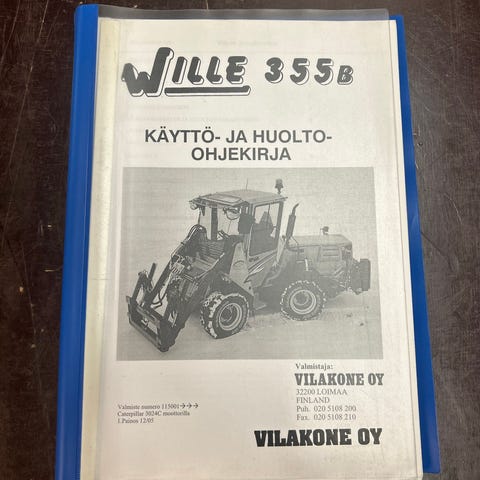 WILLE 355B
KÄYTTÖ- JA HUOLTO-
OHJEKIRJA
Valmistaja:
VILAKONE OY
32200 LOIMAA
FINLAND
Puh. 020 5108 200
Fax. 020 5108 210
Valmiste numero 115001→→→
Caterpillar 3024C moottorilla
1.Painos 12/05
VILAKONE OY